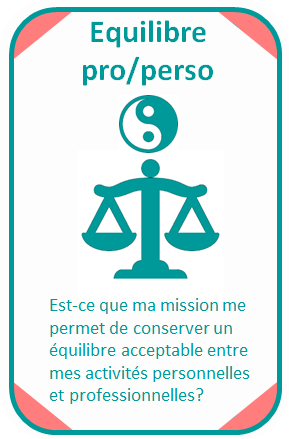 Equilibre
pro/perso
Est-ce que ma mission me
permet de conserver un
équilibre acceptable entre
mes activités personnelles
et professionnelles?